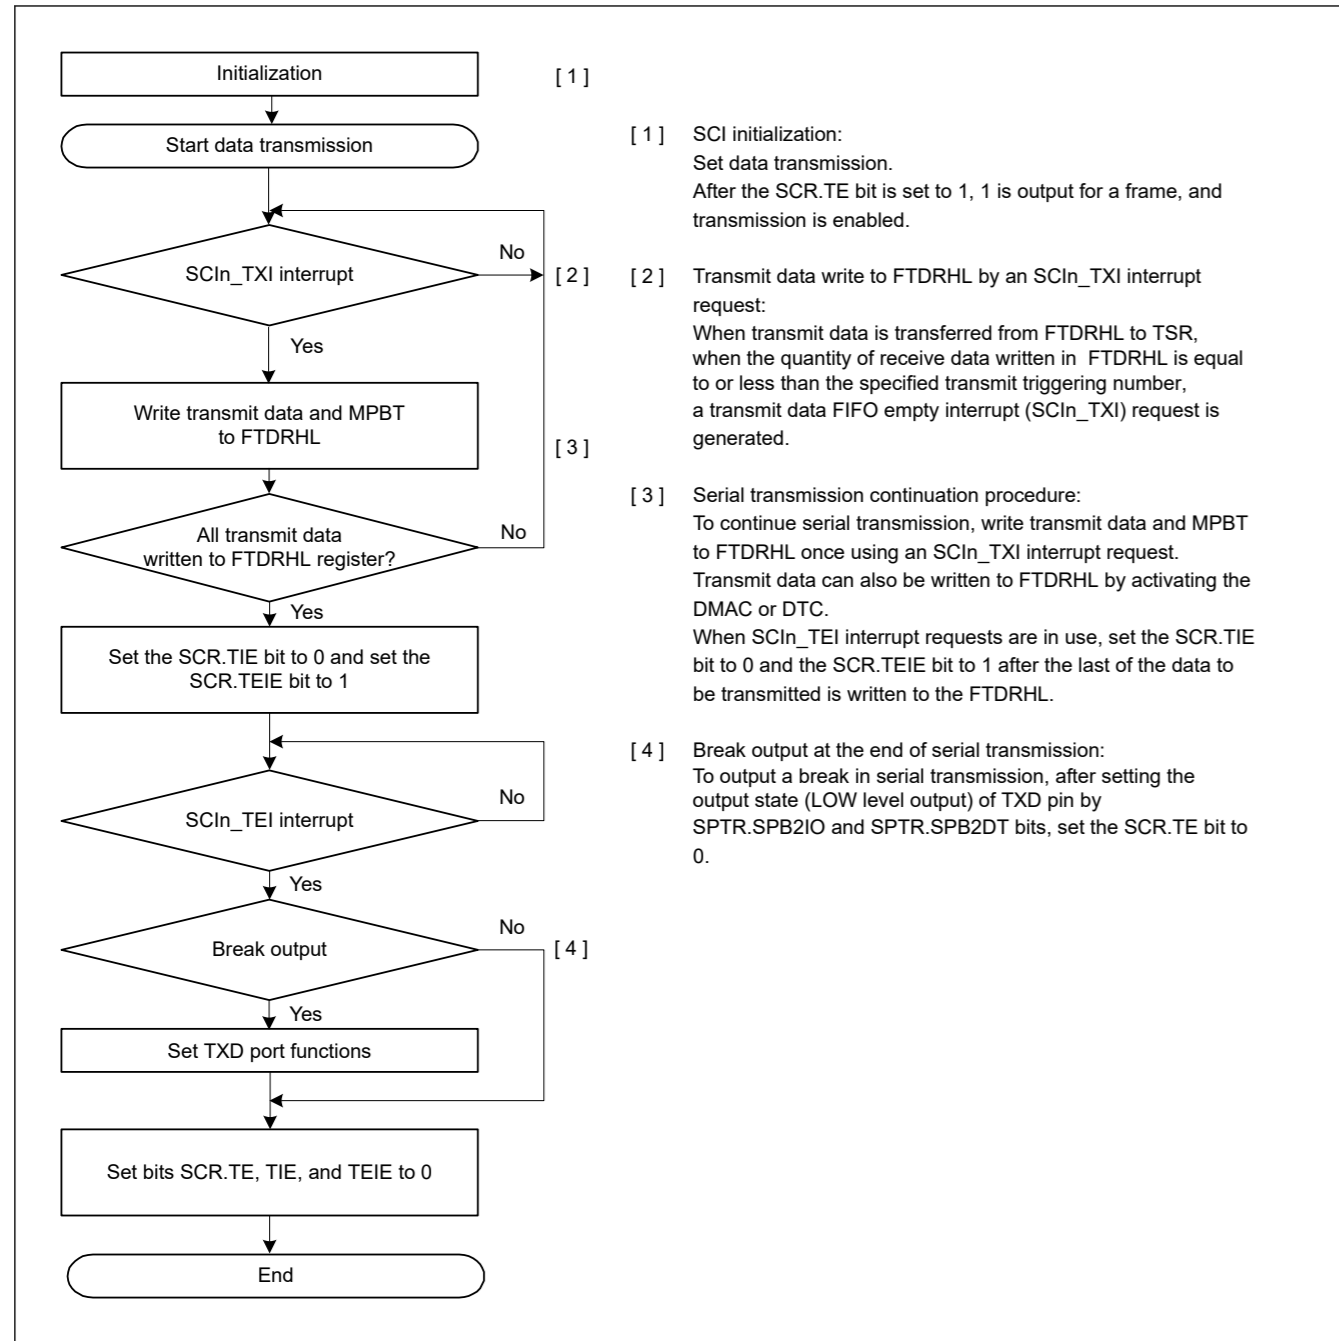 Initialization
[ 1 ]
Start data transmission
SCIn_TXI interrupt
No
[ 2 ]
Yes
Write transmit data and MPBT
to FTDRHL
[ 3 ]
All transmit data
written to FTDRHL register?
No
Yes
Set the SCR.TIE bit to 0 and set the
SCR.TEIE bit to 1
SCIn_TEI interrupt
No
Yes
Break output
No
[ 4 ]
Yes
Set TXD port functions
Set bits SCR.TE, TIE, and TEIE to 0
End
[ 1 ] SCI initialization:
Set data transmission.
After the SCR.TE bit is set to 1, 1 is output for a frame, and
transmission is enabled.
[ 2 ] Transmit data write to FTDRHL by an SCIn_TXI interrupt
request:
When transmit data is transferred from FTDRHL to TSR,
when the quantity of receive data written in FTDRHL is equal
to or less than the specified transmit triggering number,
a transmit data FIFO empty interrupt (SCIn_TXI) request is
generated.
[ 3 ] Serial transmission continuation procedure:
To continue serial transmission, write transmit data and MPBT
to FTDRHL once using an SCIn_TXI interrupt request.
Transmit data can also be written to FTDRHL by activating the
DMAC or DTC.
When SCIn_TEI interrupt requests are in use, set the SCR.TIE
bit to 0 and the SCR.TEIE bit to 1 after the last of the data to
be transmitted is written to the FTDRHL.
[ 4 ] Break output at the end of serial transmission:
To output a break in serial transmission, after setting the
output state (LOW level output) of TXD pin by
SPTR.SPB2IO and SPTR.SPB2DT bits, set the SCR.TE bit to
0.